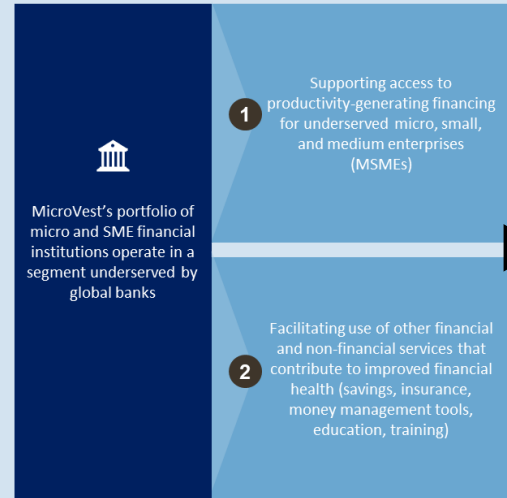 MicroVest's portfolio of
micro and SME financial
institutions operate in a
segment underserved by
global banks
1
Supporting access to
productivity-generating financing
for underserved micro, small,
and medium enterprises
(MSMEs)
2
Facilitating use of other financial
and non-financial services that
contribute to improved financial
health (savings, insurance,
money management tools,
education, training)